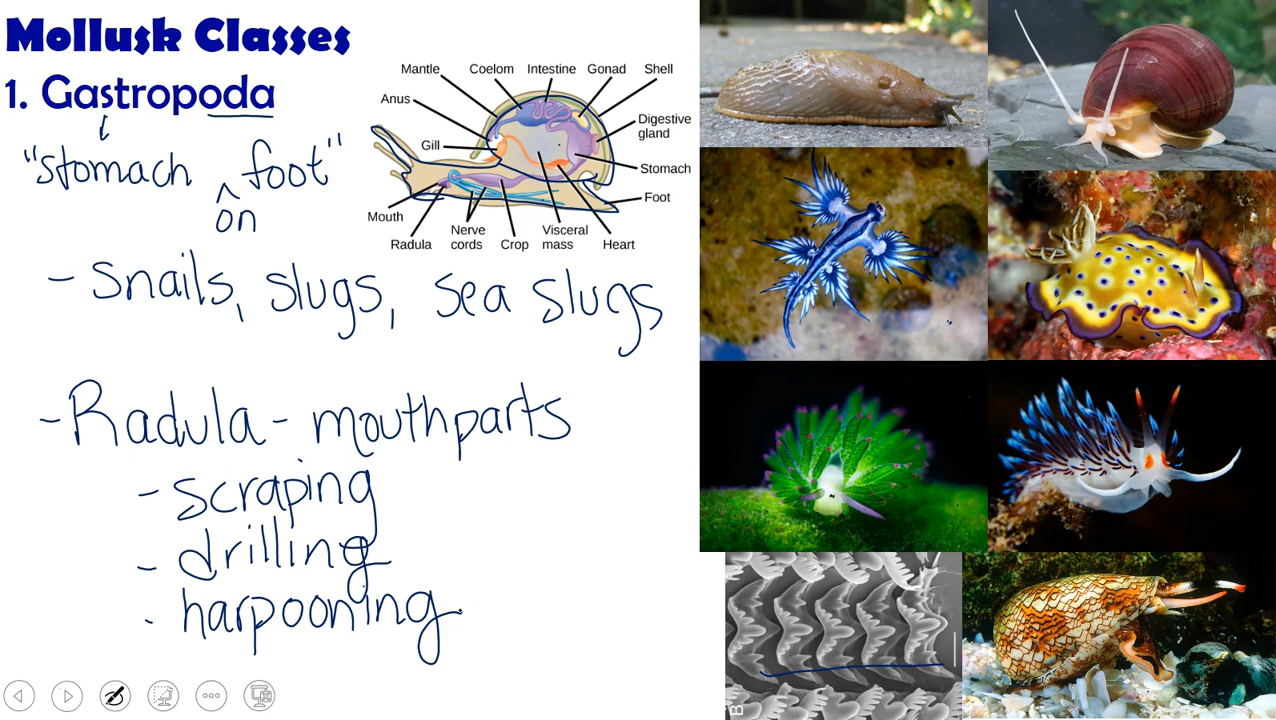 Mollusk Classes
1. Gastropoda
"stomach foot"
on
Mantle Coelom Intestine Gonad Shell
Anus
Digestive
gland
Gill
Stomach
Foot
Mouth
Radula Nerve cords Crop Visceral mass Heart
- Snails, slugs, sea slugs
- Radula - mouthparts
- scraping
- drilling
- harpooning
B